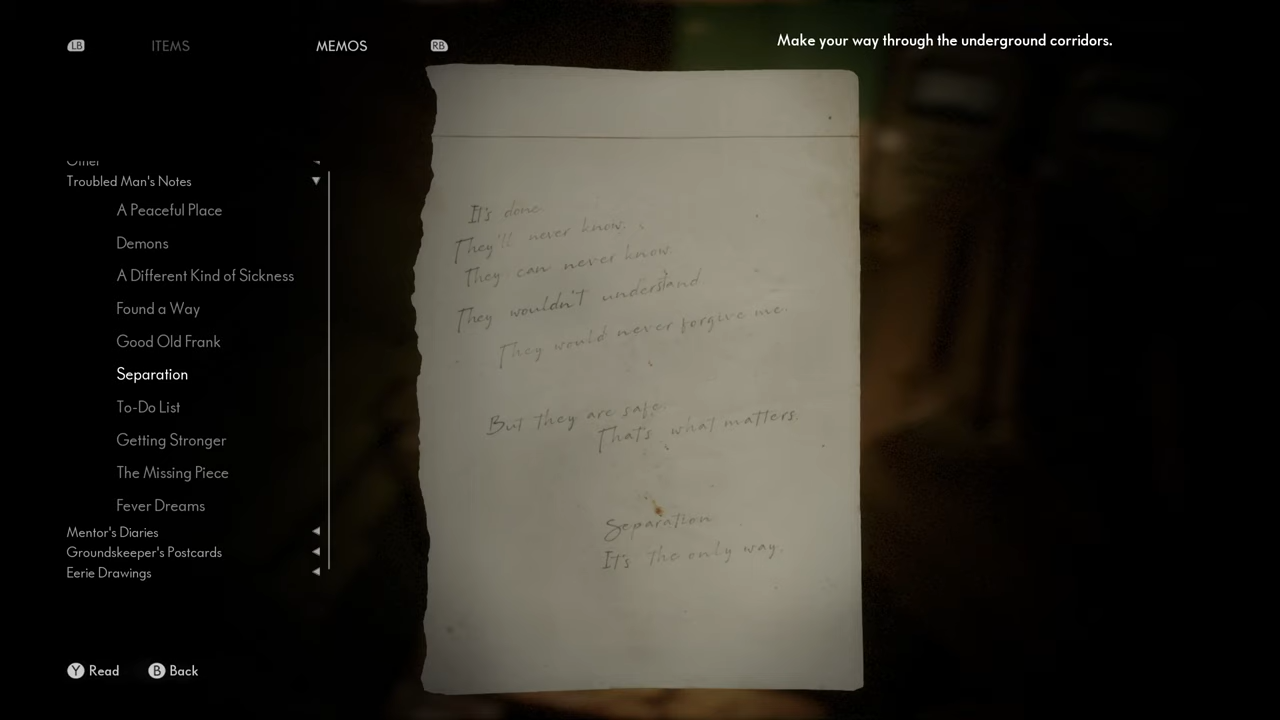 LB
ITEMS
MEMOS
RB
Make your way through the underground corridors.
Other
Troubled Man's Notes
A Peaceful Place
Demons
A Different Kind of Sickness
Found a Way
Good Old Frank
Separation
To-Do List
Getting Stronger
The Missing Piece
Fever Dreams
Mentor's Diaries
Groundskeeper's Postcards
Eerie Drawings
Y Read
B Back
It's done.
They'll never know.
They can never know.
They wouldn't understand
They would never forgive me.
But they are safe.
That's what matters.
Separation
It's the only way.